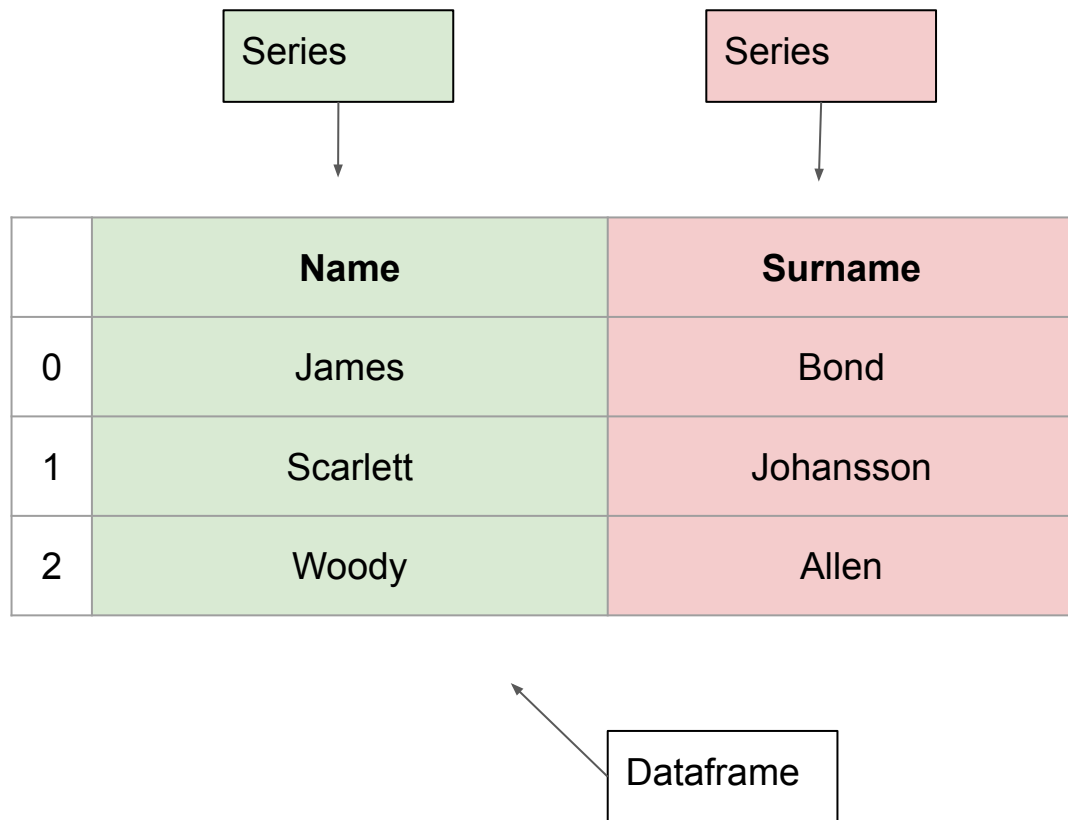 Series Series
Name Surname
0 James Bond
1 Scarlett Johansson
2 Woody Allen
Dataframe